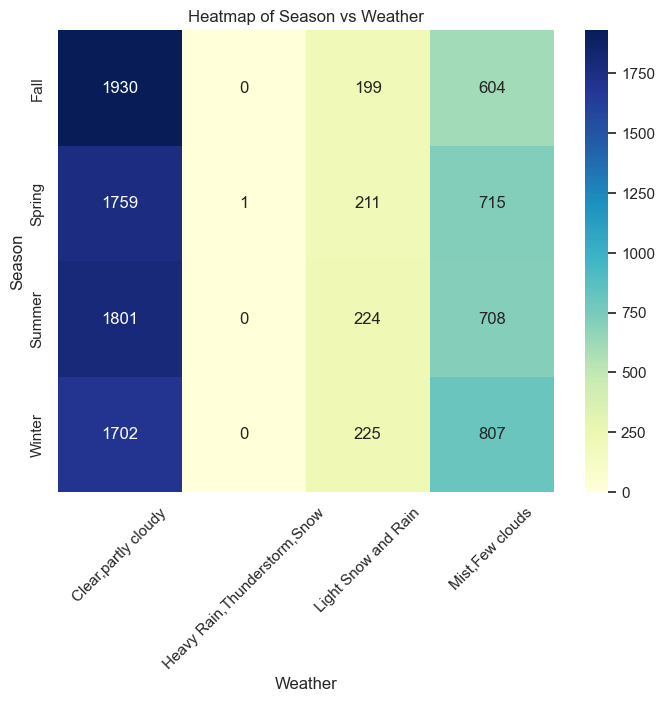 Heatmap of Season vs Weather
Season
Fall
1930 0 199 604
Spring
1759 1 211 715
Summer
1801 0 224 708
Winter
1702 0 225 807
Clear,partly cloudy
Heavy Rain,Thunderstorm,Snow
Light Snow and Rain
Mist,Few clouds
Weather
1750
1500
1250
1000
750
500
250
0